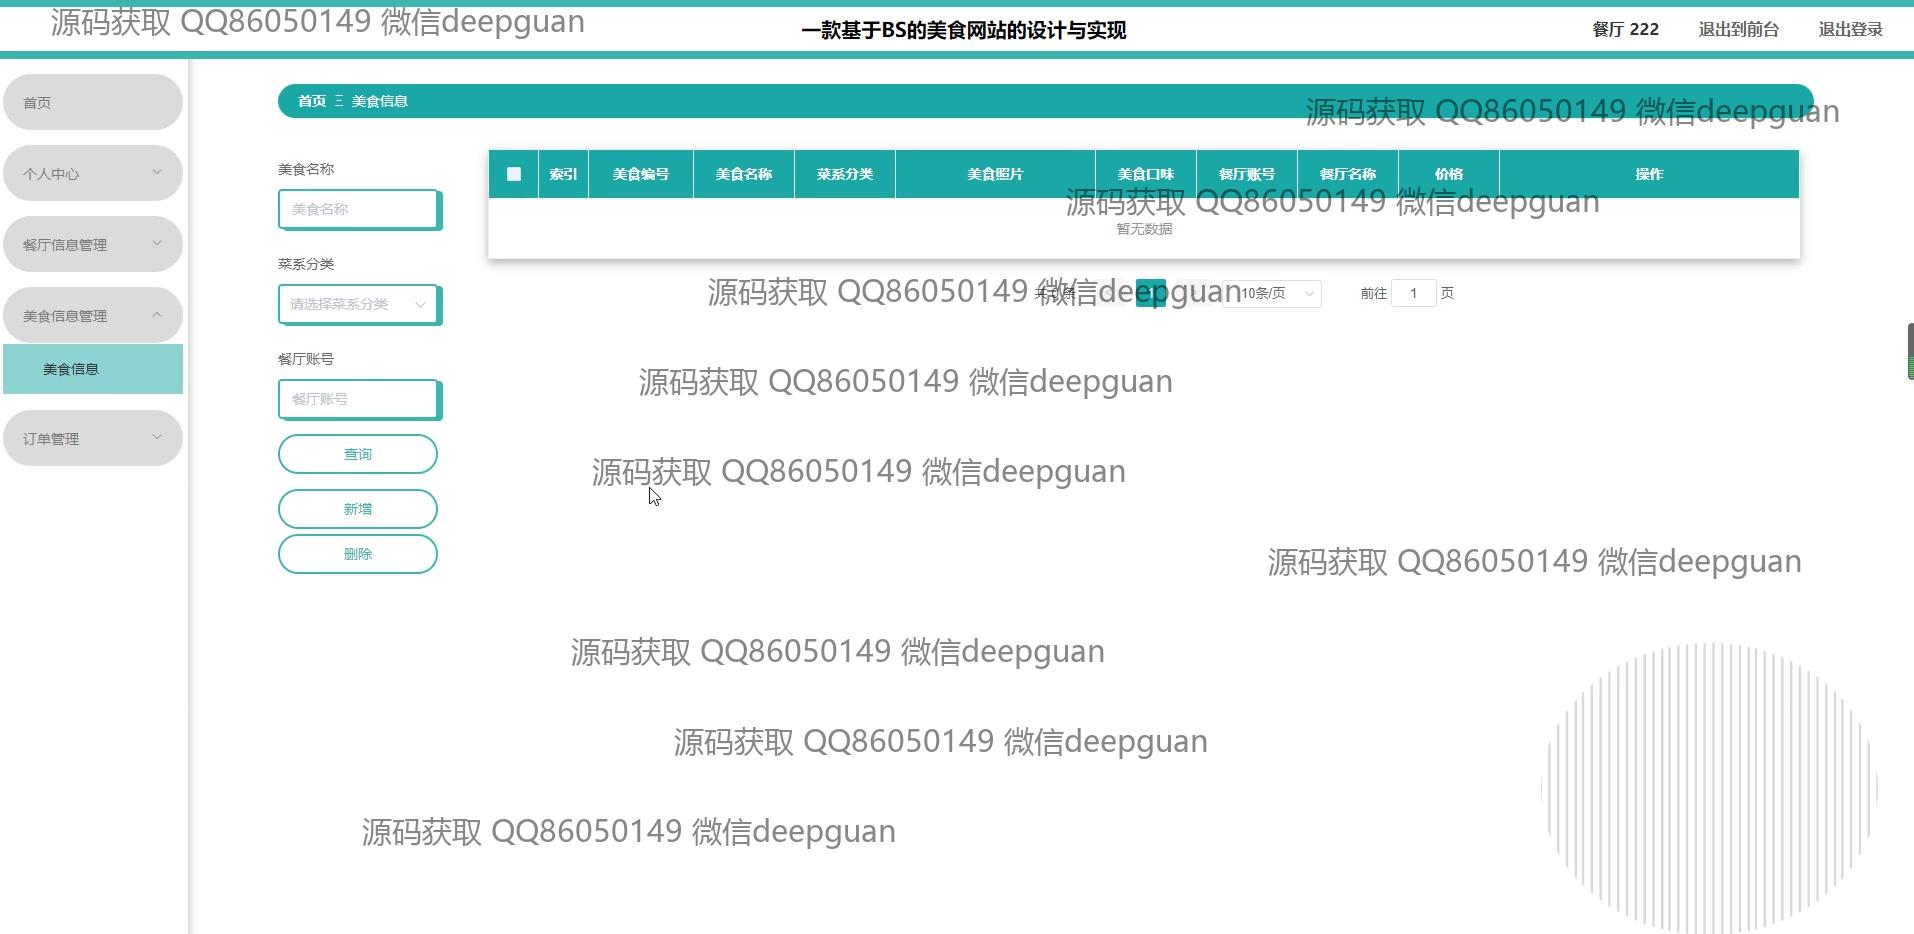 源码获取 QQ86050149 微信deepguan
一款基于BS的美食网站的设计与实现
餐厅 222
退出到前台
退出登录
首页
个人中心
餐厅信息管理
美食信息管理
美食信息
订单管理
首页 Ξ 美食信息
源码获取 QQ86050149 微信deepguan
美食名称
美食名称
菜系分类
请选择菜系分类
餐厅账号
餐厅账号
查询
新增
删除
索引 美食编号 美食名称 菜系分类 美食照片 美食口味 餐厅账号 餐厅名称 价格 操作
源码获取 QQ86050149 微信deepguan
暂无数据
源码获取 QQ86050149 微信deepguan
10条/页
前往 1 页
源码获取 QQ86050149 微信deepguan
源码获取 QQ86050149 微信deepguan
源码获取 QQ86050149 微信deepguan
源码获取 QQ86050149 微信deepguan
源码获取 QQ86050149 微信deepguan
源码获取 QQ86050149 微信deepguan